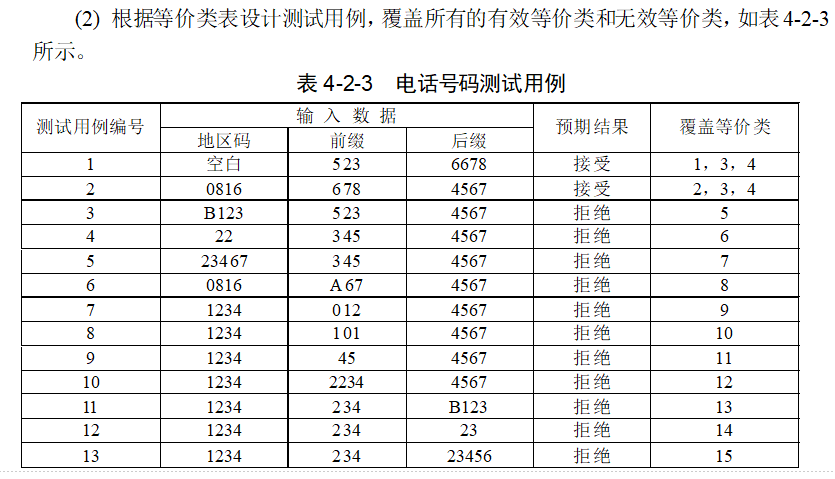 (2) 根据等价类表设计测试用例，覆盖所有的有效等价类和无效等价类，如表4-2-3
所示。
表 4-2-3 电话号码测试用例
测试用例编号 输 入 数 据 预期结果 覆盖等价类
地区码 前缀 后缀
1 空白 523 6678 接受 1，3，4
2 0816 678 4567 接受 2，3，4
3 B123 523 4567 拒绝 5
4 22 345 4567 拒绝 6
5 23467 345 4567 拒绝 7
6 0816 A67 4567 拒绝 8
7 1234 012 4567 拒绝 9
8 1234 101 4567 拒绝 10
9 1234 45 4567 拒绝 11
10 1234 2234 4567 拒绝 12
11 1234 234 B123 拒绝 13
12 1234 234 23 拒绝 14
13 1234 234 23456 拒绝 15